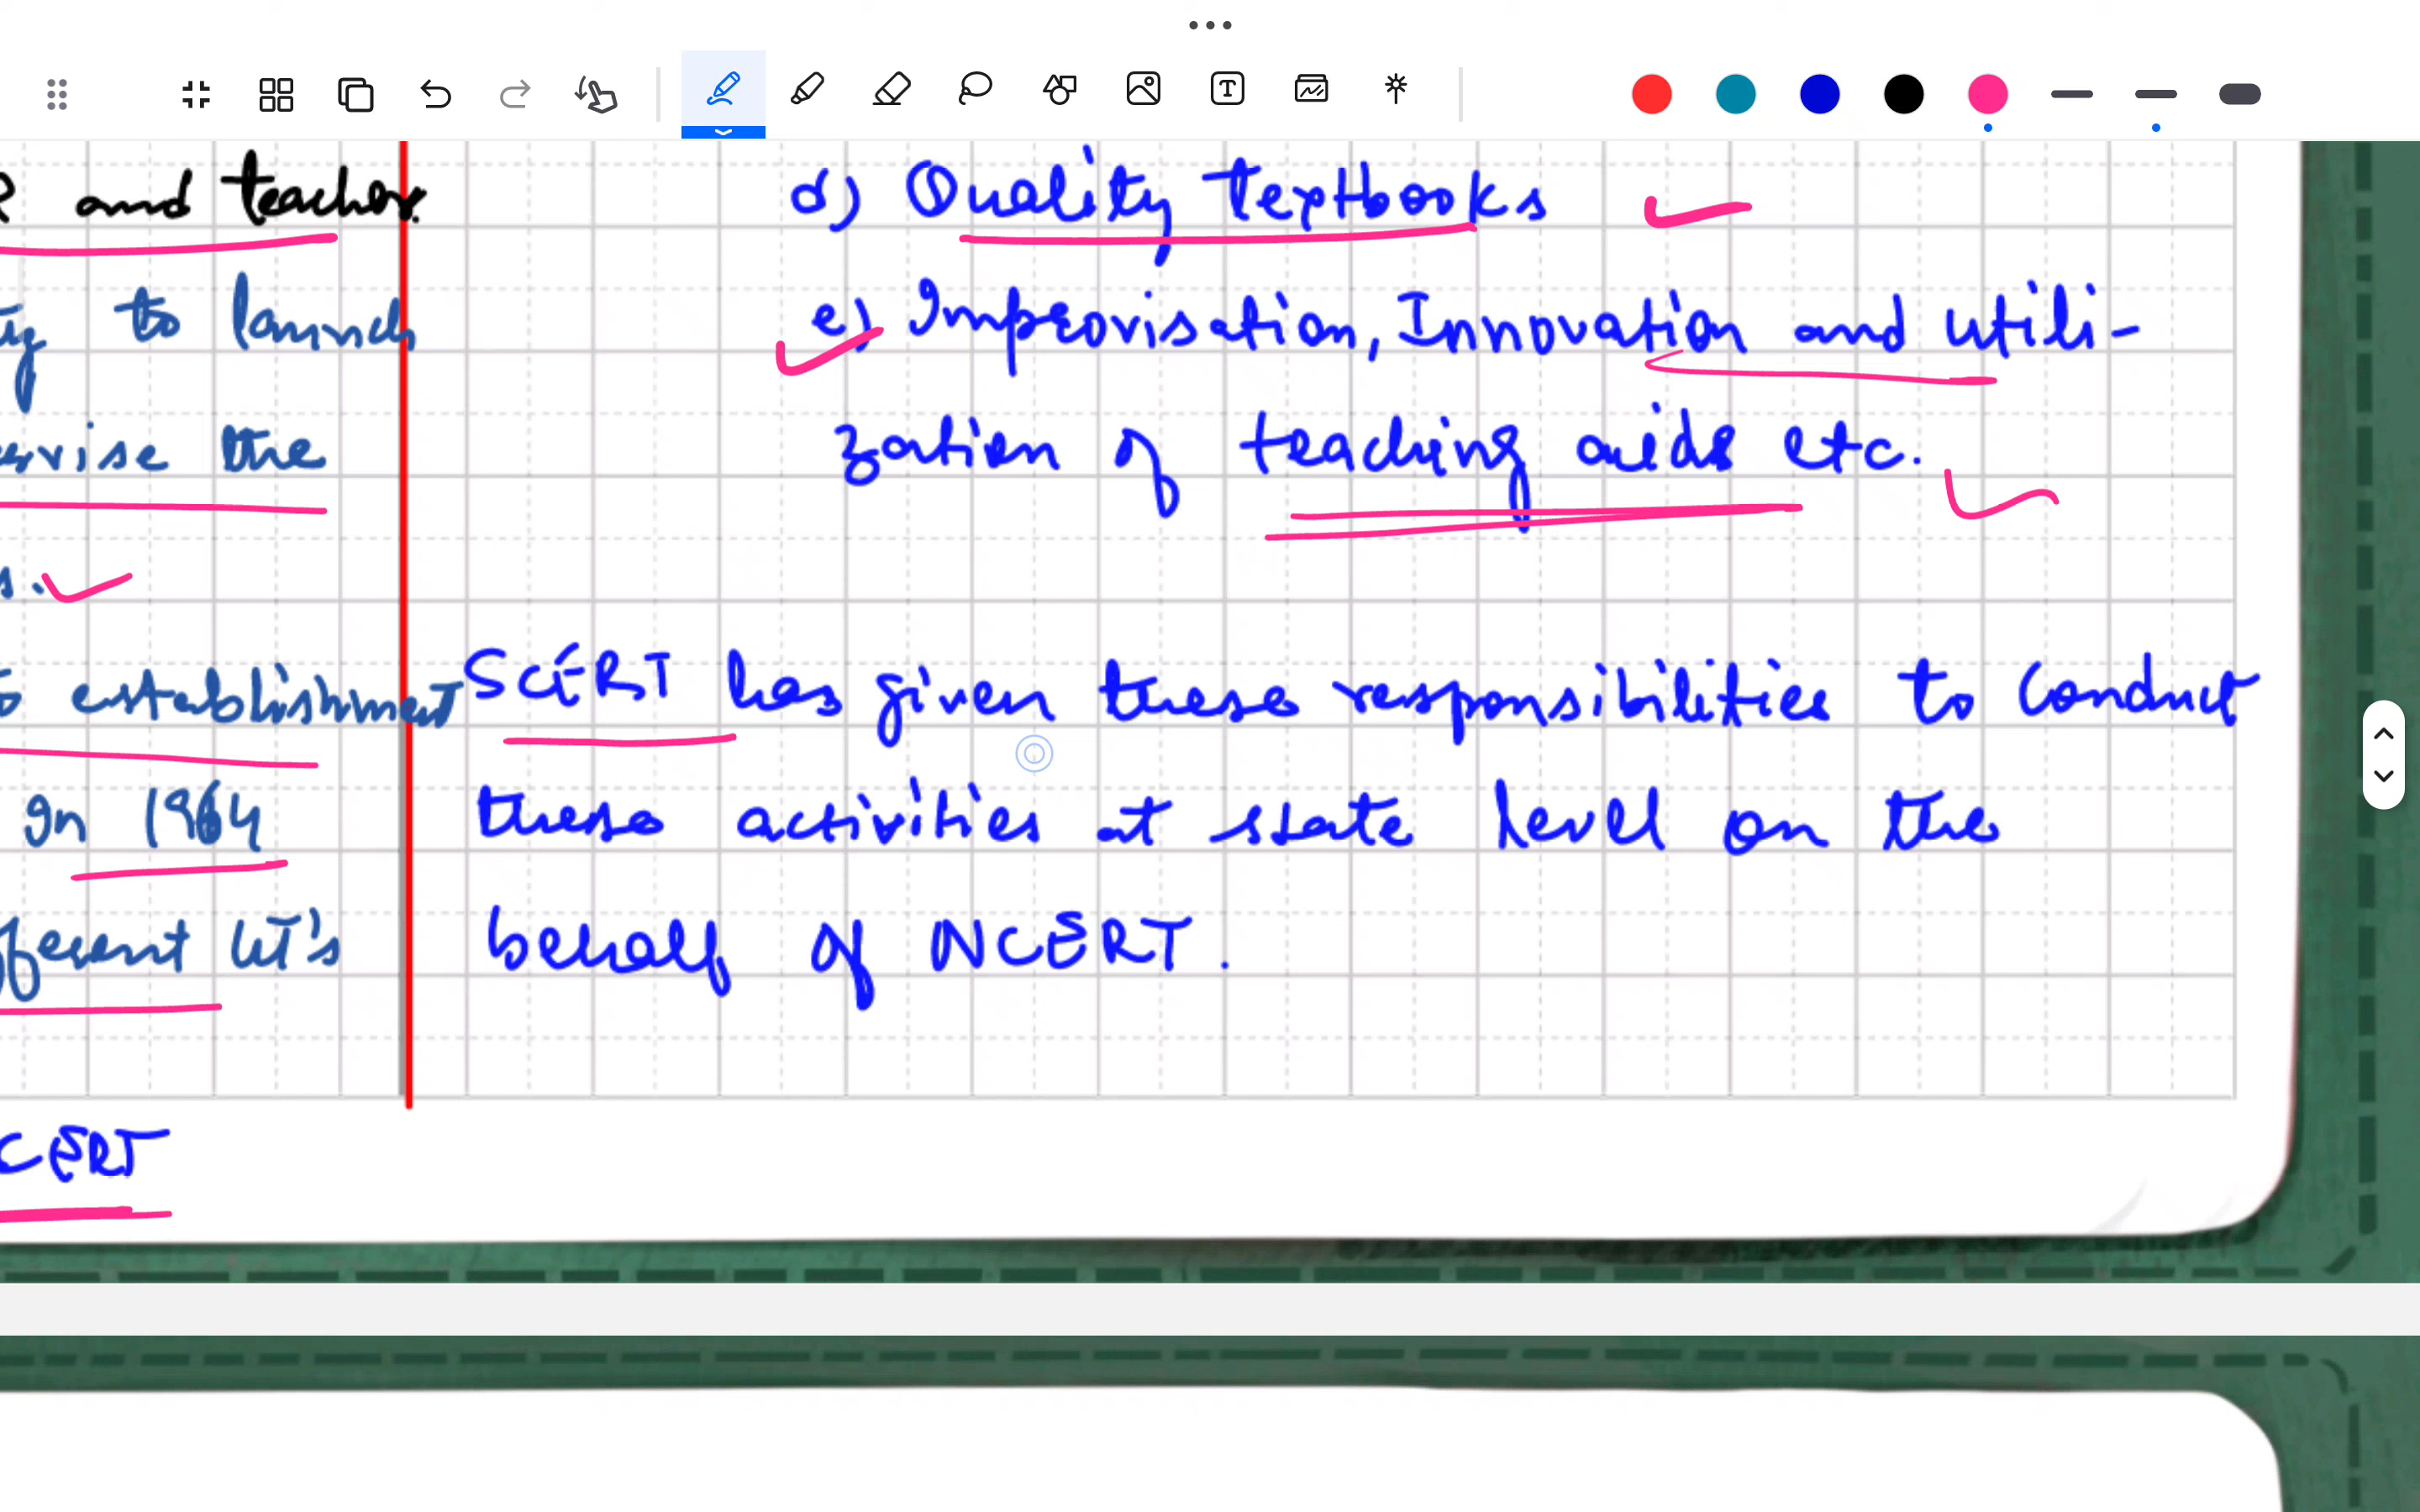 and teacher.
to launch
the
s.
establishment
In 1964
UT's
CERT
d) Quality Textbooks
e) Improvisation, Innovation and utili-
zation of teaching aids etc.
SCERT has given these responsibilities to conduct
these activities at state level on the
behalf of NCERT.